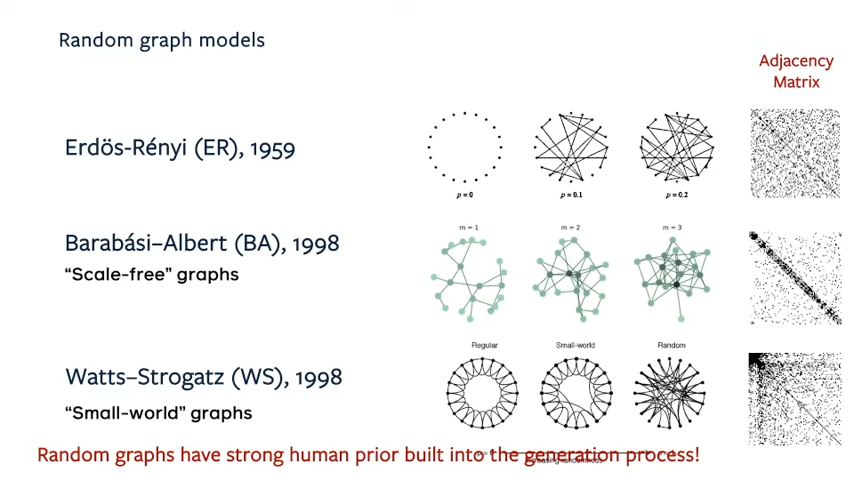 Random graph models
Adjacency
Matrix
Erdös-Rényi (ER), 1959
p = 0
p = 0.1
p = 0.2
Barabási–Albert (BA), 1998
"Scale-free" graphs
m = 1
m = 2
m = 3
Regular
Small-world
Random
Watts–Strogatz (WS), 1998
"Small-world" graphs
Random graphs have strong human prior built into the generation process!